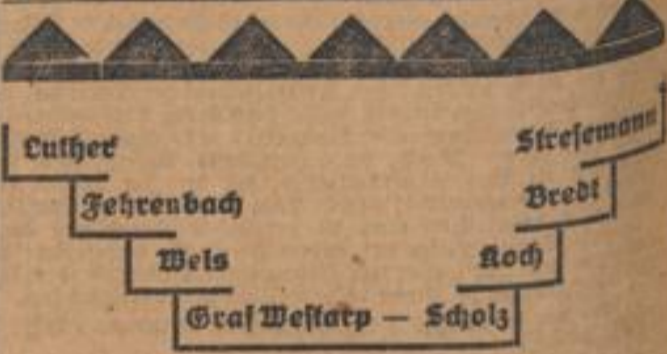 Luther Stresemann
Fehrenbach Bredt
Wels Koch
Graf Westarp — Scholz